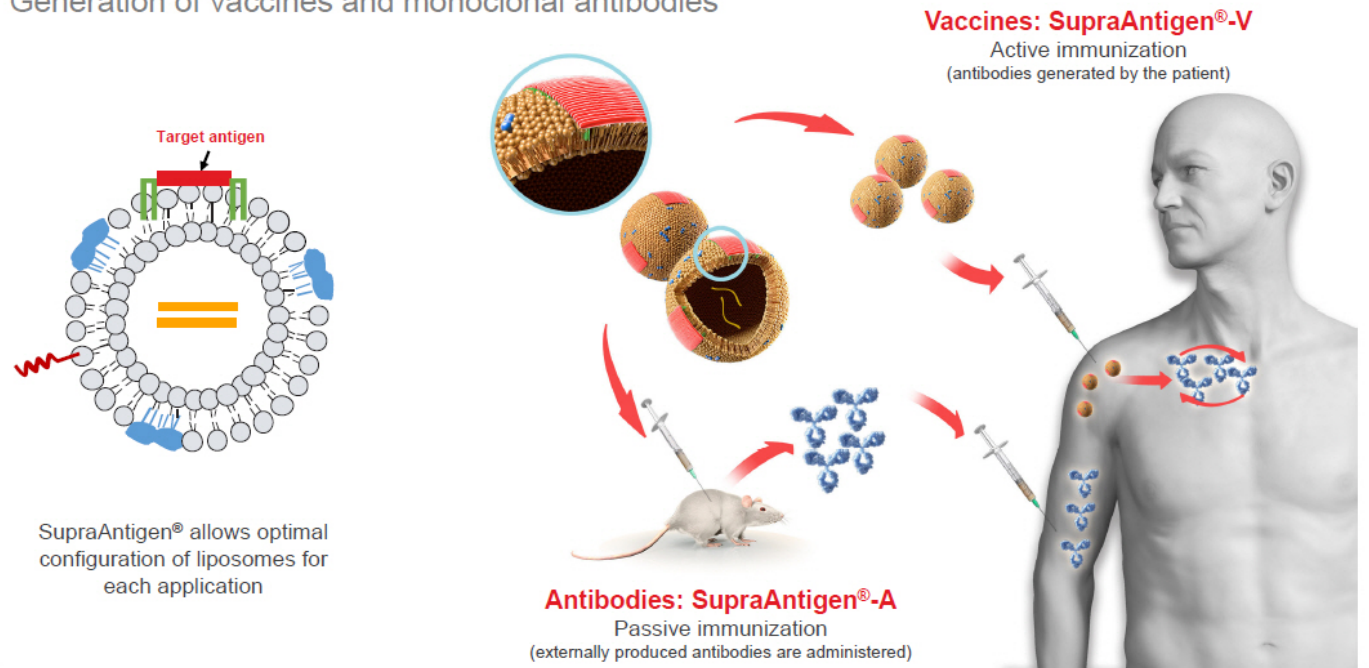 Generation of vaccines and monoclonal antibodies
Vaccines: SupraAntigen®-V
Active immunization
(antibodies generated by the patient)
Target antigen
SupraAntigen® allows optimal
configuration of liposomes for
each application
Antibodies: SupraAntigen®-A
Passive immunization
(externally produced antibodies are administered)